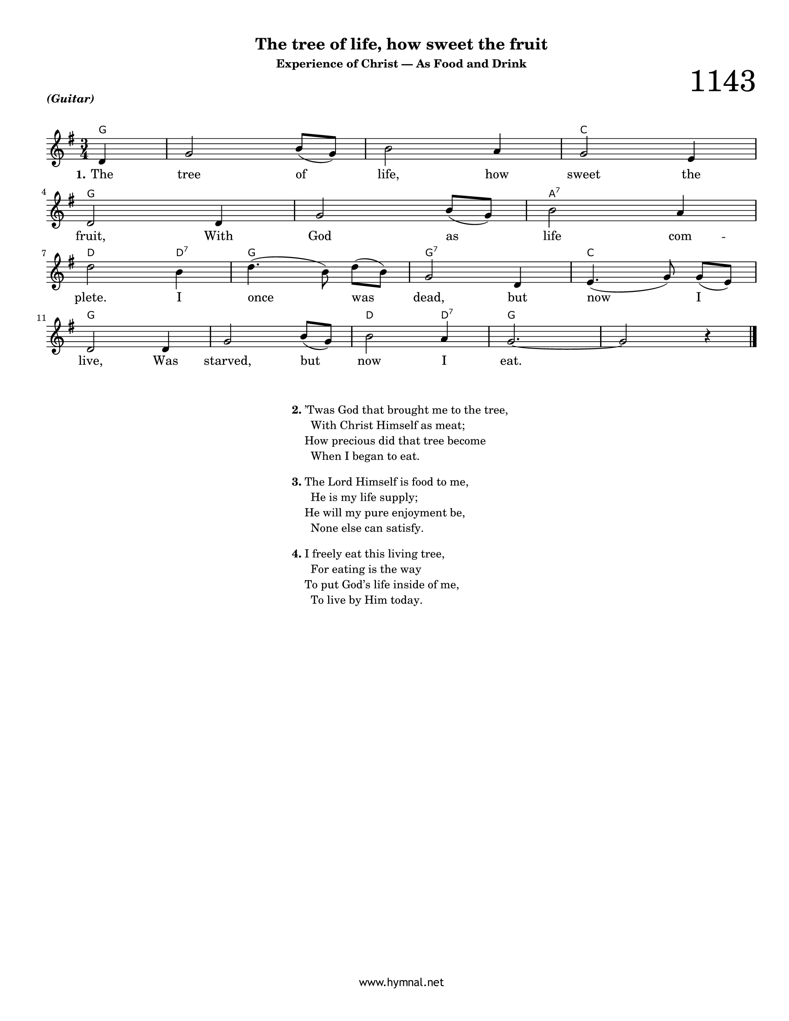 The tree of life, how sweet the fruit
Experience of Christ — As Food and Drink
1143
(Guitar)
G C
3
4
1. The tree of life, how sweet the
4 G A7
fruit, With God as life com -
7 D D7 G G7 C
plete. I once was dead, but now I
11 G D D7 G
live, Was starved, but now I eat.
2. 'Twas God that brought me to the tree,
With Christ Himself as meat;
How precious did that tree become
When I began to eat.
3. The Lord Himself is food to me,
He is my life supply;
He will my pure enjoyment be,
None else can satisfy.
4. I freely eat this living tree,
For eating is the way
To put God's life inside of me,
To live by Him today.
www.hymnal.net